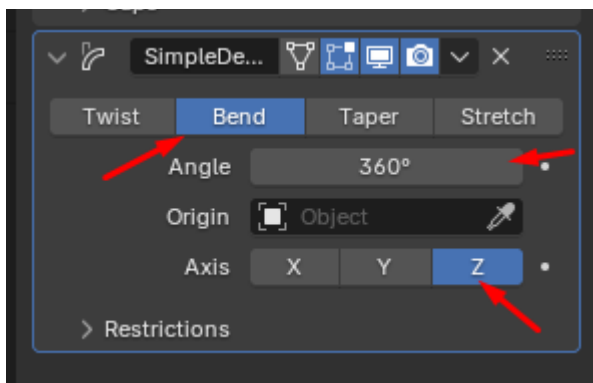 SimpleDe...
Twist Bend Taper Stretch
Angle 360°
Origin Object
Axis X Y Z
Restrictions